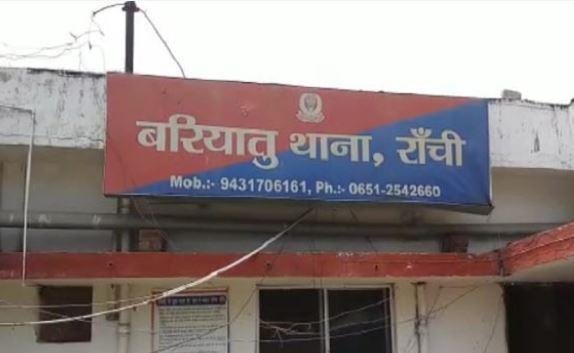 बरियातु थाना, राँची
Mob.:- 9431706161, Ph.:- 0651-2542660